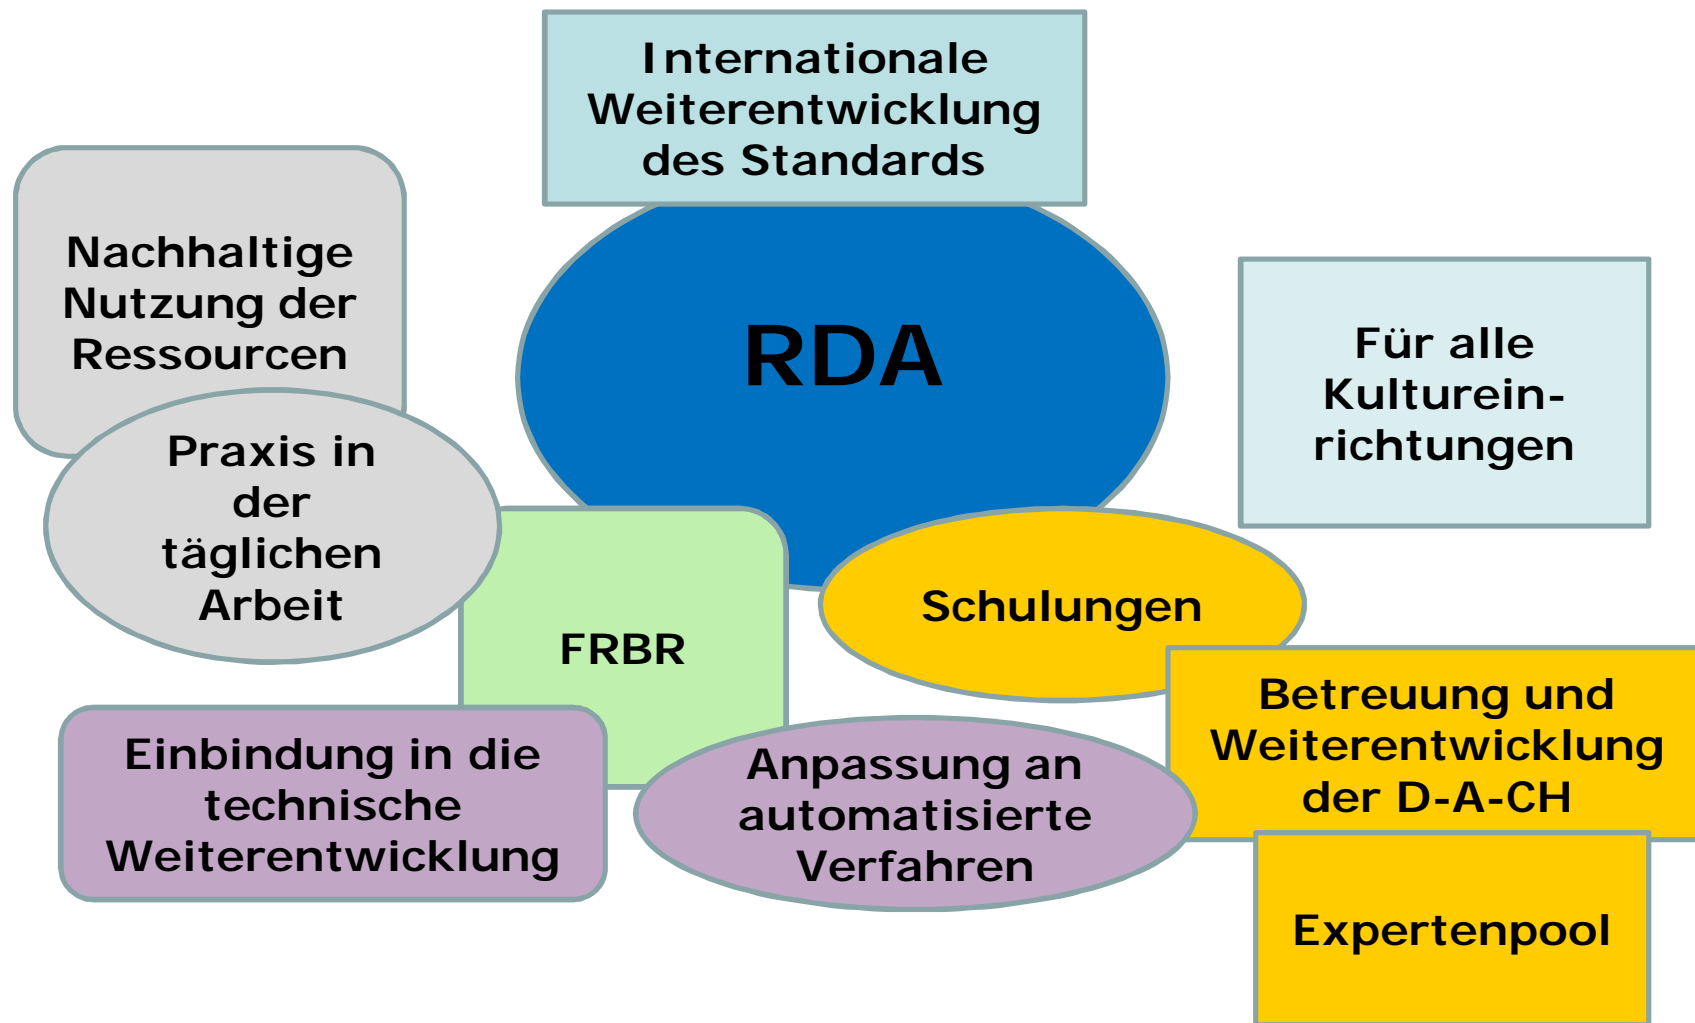 Internationale
Weiterentwicklung
des Standards
Nachhaltige
Nutzung der
Ressourcen
RDA
Für alle
Kulturein-
richtungen
Praxis in
der
täglichen
Arbeit
FRBR
Schulungen
Betreuung und
Weiterentwicklung
der D-A-CH
Einbindung in die
technische
Weiterentwicklung
Anpassung an
automatisierte
Verfahren
Expertenpool